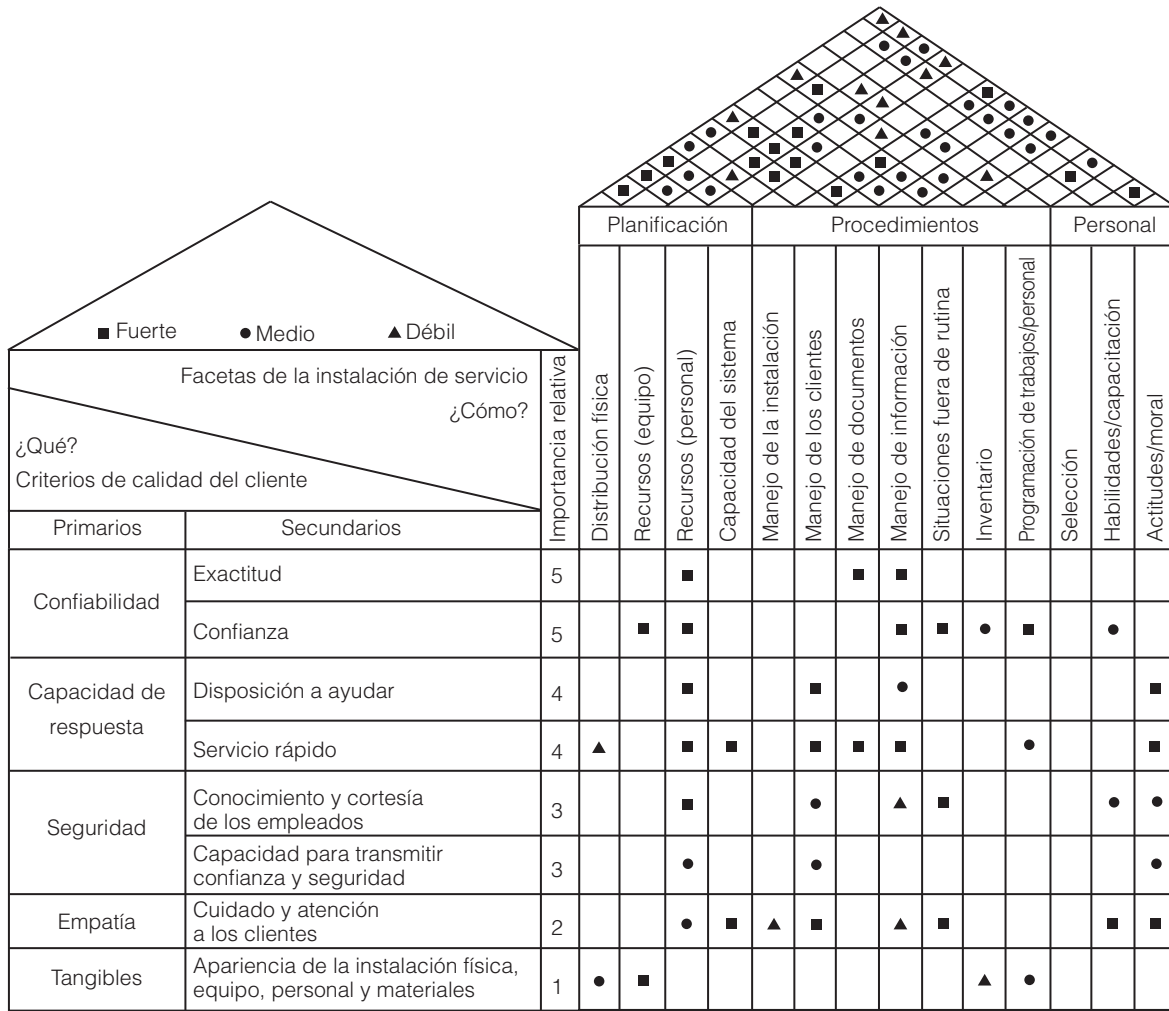 Planificación Procedimientos Personal
Fuerte Medio Débil
Facetas de la instalación de servicio
¿Cómo?
¿Qué?
Criterios de calidad del cliente
Primarios Secundarios
Importancia relativa
Distribución física
Recursos (equipo)
Recursos (personal)
Capacidad del sistema
Manejo de la instalación
Manejo de los clientes
Manejo de documentos
Manejo de información
Situaciones fuera de rutina
Inventario
Programación de trabajos/personal
Selección
Habilidades/capacitación
Actitudes/moral
Confiabilidad
Exactitud 5
Confianza 5
Capacidad de
respuesta
Disposición a ayudar 4
Servicio rápido 4
Seguridad
Conocimiento y cortesía
de los empleados 3
Capacidad para transmitir
confianza y seguridad 3
Empatía
Cuidado y atención
a los clientes 2
Tangibles
Apariencia de la instalación física,
equipo, personal y materiales 1